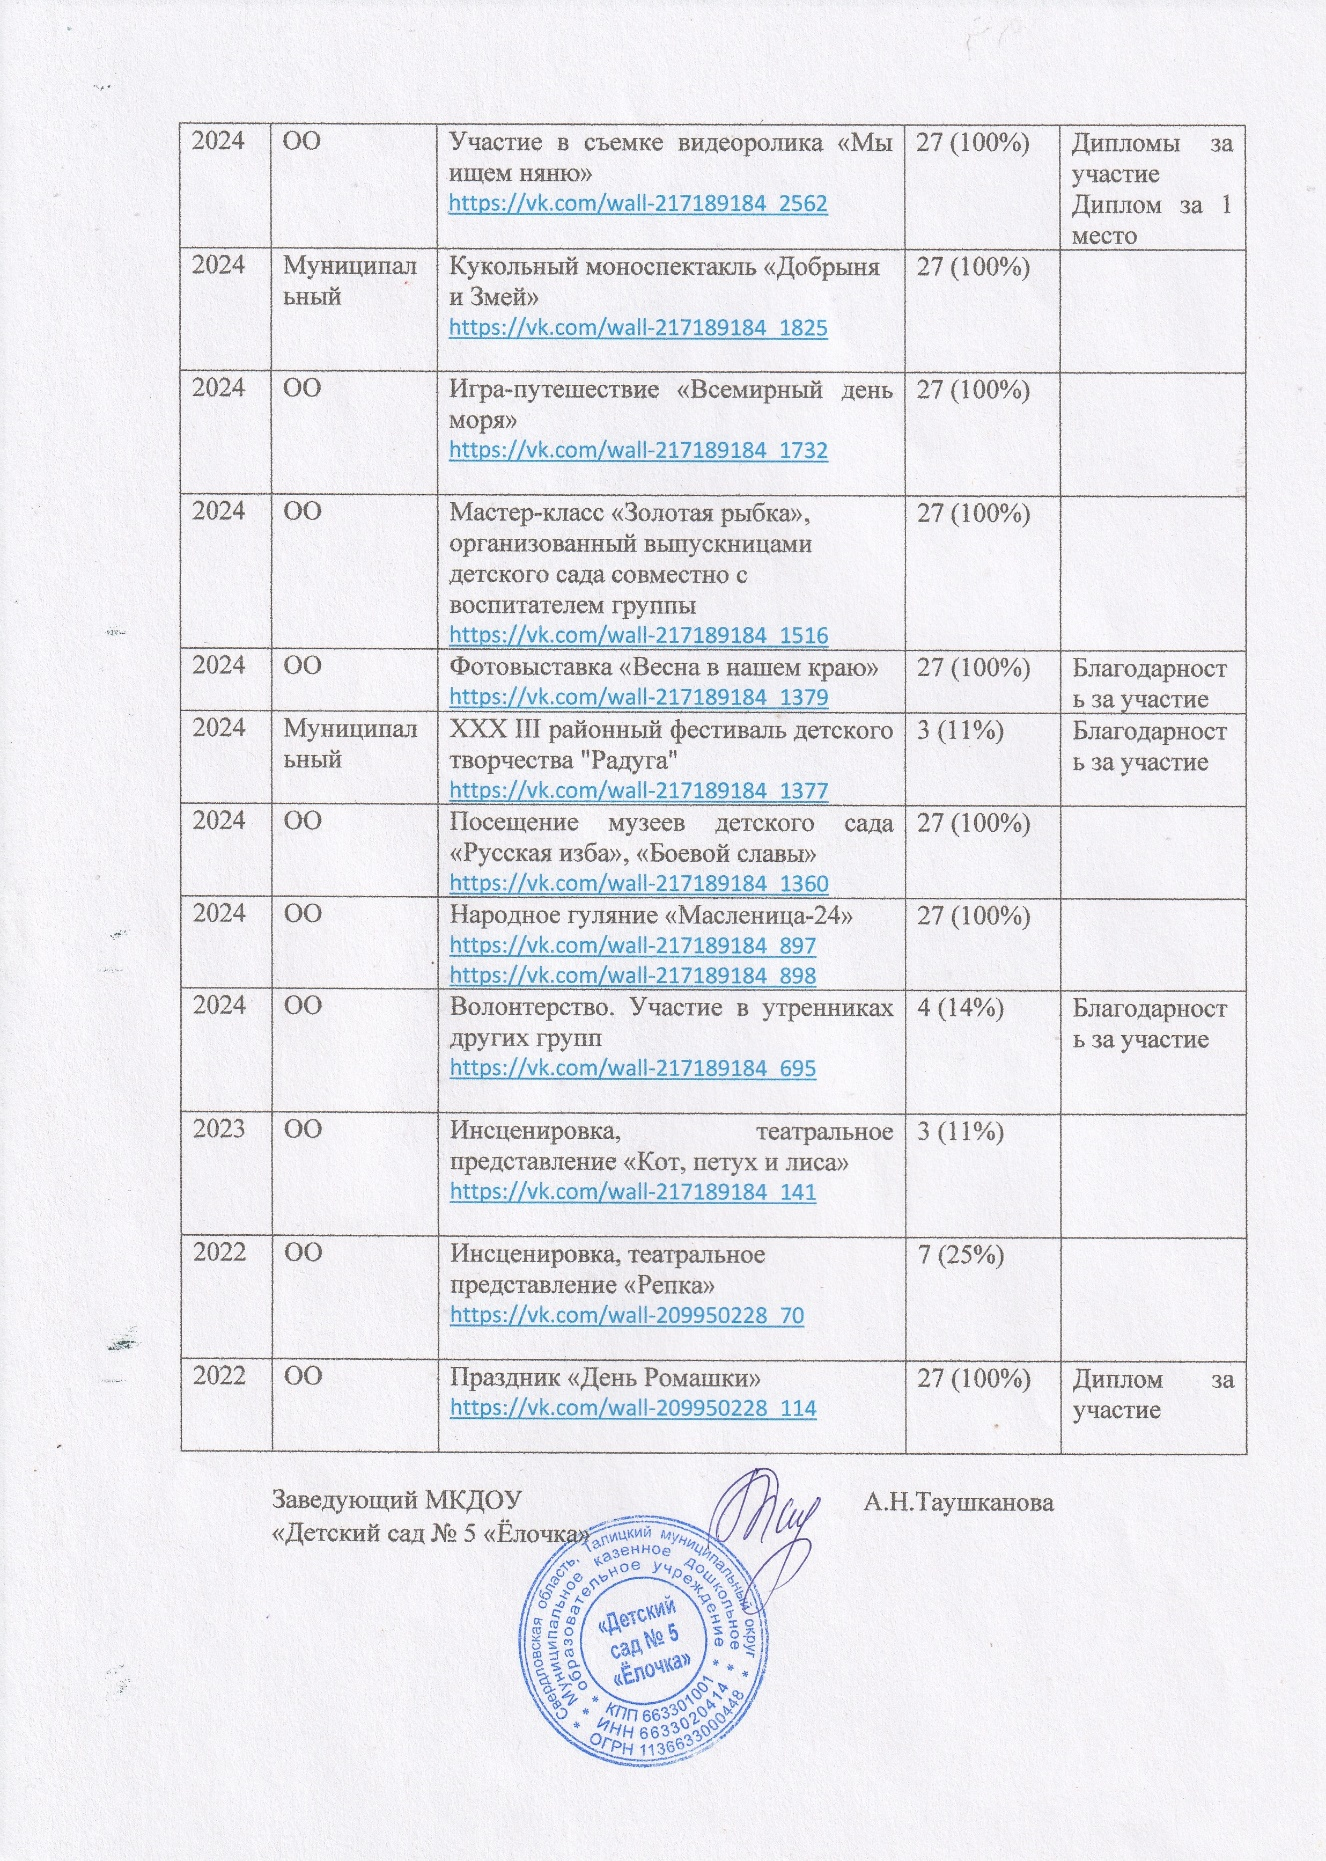 2024 ОО Участие в съемке видеоролика «Мы 27 (100%) Дипломы за
ищем няню» участие
https://vk.com/wall-217189184_2562 Диплом за 1
место
2024 Муниципал Кукольный моноспектакль «Добрыня 27 (100%)
ьный и Змей»
https://vk.com/wall-217189184_1825
2024 ОО Игра-путешествие «Всемирный день 27 (100%)
моря»
https://vk.com/wall-217189184_1732
2024 ОО Мастер-класс «Золотая рыбка», 27 (100%)
организованный выпускницами
детского сада совместно с
воспитателем группы
https://vk.com/wall-217189184_1516
2024 ОО Фотовыставка «Весна в нашем краю» 27 (100%) Благодарност
https://vk.com/wall-217189184_1379 ь за участие
2024 Муниципал XXX III районный фестиваль детского 3 (11%) Благодарност
ьный творчества "Радуга" ь за участие
https://vk.com/wall-217189184_1377
2024 ОО Посещение музеев детского сада 27 (100%)
«Русская изба», «Боевой славы»
https://vk.com/wall-217189184_1360
2024 ОО Народное гуляние «Масленица-24» 27 (100%)
https://vk.com/wall-217189184_897
https://vk.com/wall-217189184_898
2024 ОО Волонтерство. Участие в утренниках 4 (14%) Благодарност
других групп ь за участие
https://vk.com/wall-217189184_695
2023 ОО Инсценировка, театральное 3 (11%)
представление «Кот, петух и лиса»
https://vk.com/wall-217189184_141
2022 ОО Инсценировка, театральное 7 (25%)
представление «Репка»
https://vk.com/wall-209950228_70
2022 ОО Праздник «День Ромашки» 27 (100%) Диплом за
https://vk.com/wall-209950228_114 участие
Заведующий МКДОУ А.Н.Таушканова
«Детский сад № 5 «Ёлочка»
* Свердловская область, Талицкий муниципальный округ *
* Муниципальное казенное дошкольное *
* образовательное учреждение *
«Детский
сад № 5
«Ёлочка»
КПП 663301001
ИНН 6633020414
ОГРН 1136633000448